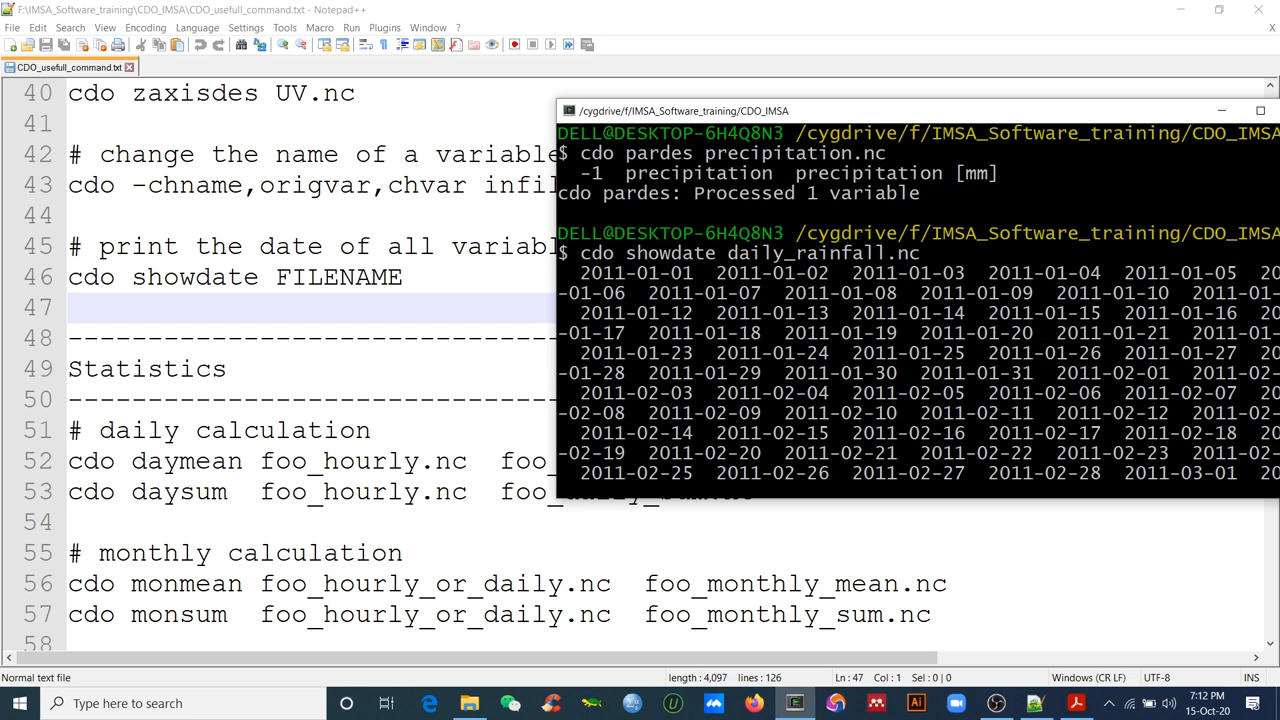 F:\IMSA_Software_training\CDO_IMSA\CDO_usefull_command.txt - Notepad++
File Edit Search View Encoding Language Settings Tools Macro Run Plugins Window ?
X
CDO_usefull_command.txt
40 cdo zaxisdes UV.nc
41
42 # change the name of a variable
43 cdo -chname,origvar,chvar infil
44
45 # print the date of all variabl
46 cdo showdate FILENAME
47
48 --------------------------------
49 Statistics
50 --------------------------------
51 # daily calculation
52 cdo daymean foo_hourly.nc foo_
53 cdo daysum foo_hourly.nc foo_
54
55 # monthly calculation
56 cdo monmean foo_hourly_or_daily.nc foo_monthly_mean.nc
57 cdo monsum foo_hourly_or_daily.nc foo_monthly_sum.nc
58
/cygdrive/f/IMSA_Software_training/CDO_IMSA
DELL@DESKTOP-6H4Q8N3 /cygdrive/f/IMSA_Software_training/CDO_IMSA
$ cdo pardes precipitation.nc
-1 precipitation precipitation [mm]
cdo pardes: Processed 1 variable
DELL@DESKTOP-6H4Q8N3 /cygdrive/f/IMSA_Software_training/CDO_IMSA
$ cdo showdate daily_rainfall.nc
2011-01-01 2011-01-02 2011-01-03 2011-01-04 2011-01-05 20
-01-06 2011-01-07 2011-01-08 2011-01-09 2011-01-10 2011-
2011-01-12 2011-01-13 2011-01-14 2011-01-15 2011-01-16 20
-01-17 2011-01-18 2011-01-19 2011-01-20 2011-01-21 2011-
2011-01-23 2011-01-24 2011-01-25 2011-01-26 2011-01-27 20
-01-28 2011-01-29 2011-01-30 2011-01-31 2011-02-01 2011-
2011-02-03 2011-02-04 2011-02-05 2011-02-06 2011-02-07 20
-02-08 2011-02-09 2011-02-10 2011-02-11 2011-02-12 2011-
2011-02-14 2011-02-15 2011-02-16 2011-02-17 2011-02-18 20
-02-19 2011-02-20 2011-02-21 2011-02-22 2011-02-23 2011-
2011-02-25 2011-02-26 2011-02-27 2011-02-28 2011-03-01 20
Normal text file length : 4,097 lines : 126 Ln : 47 Col : 1 Sel : 0 | 0 Windows (CR LF) UTF-8 INS
Type here to search
7:12 PM
15-Oct-20